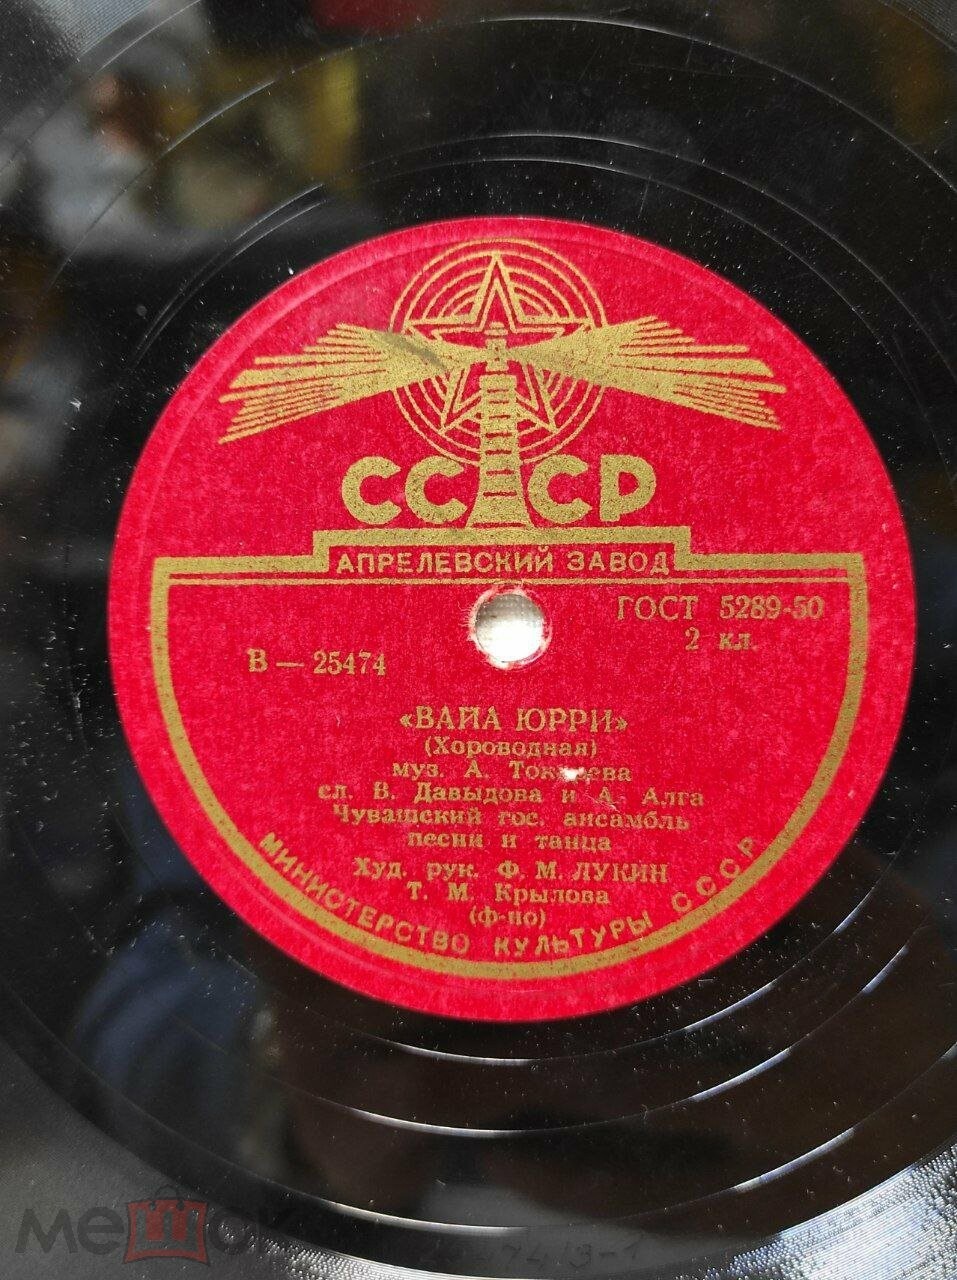 СССР
АПРЕЛЕВСКИЙ ЗАВОД
ГОСТ 5289-50
2 кл.
В — 25474
«ВАЙА ЮРРИ»
(Хороводная)
муз. А.
сл. В. Давыдова и А. Алга
Чувашский гос. ансамбль
песни и танца
Худ. рук. Ф. М. ЛУКИН
Т. М. Крылова
(ф-но)
МИНИСТЕРСТВО КУЛЬТУРЫ СССР